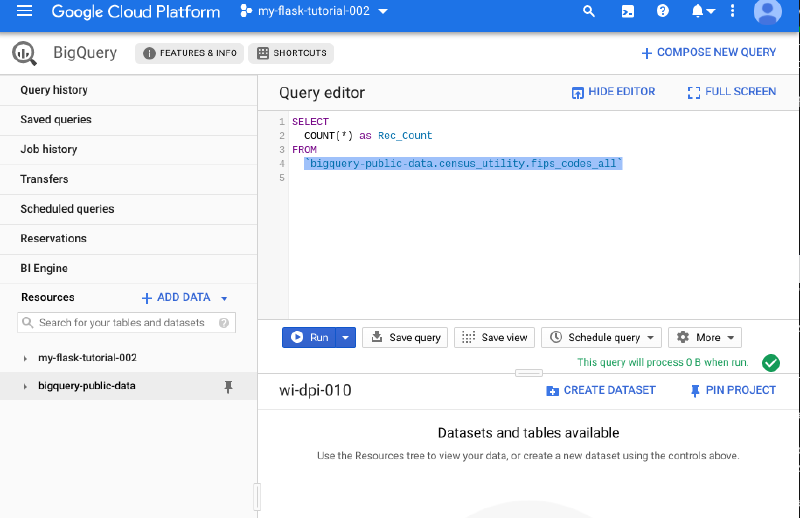 Google Cloud Platform my-flask-tutorial-002
BigQuery FEATURES & INFO SHORTCUTS COMPOSE NEW QUERY
Query history
Saved queries
Job history
Transfers
Scheduled queries
Reservations
BI Engine
Resources ADD DATA
Search for your tables and datasets
my-flask-tutorial-002
bigquery-public-data
Query editor HIDE EDITOR FULL SCREEN
1 SELECT
2 COUNT(*) as Rec_Count
3 FROM
4 `bigquery-public-data.census_utility.fips_codes_all`
5
Run Save query Save view Schedule query More
This query will process 0 B when run.
wi-dpi-010 CREATE DATASET PIN PROJECT
Datasets and tables available
Use the Resources tree to view your data, or create a new dataset using the controls above.